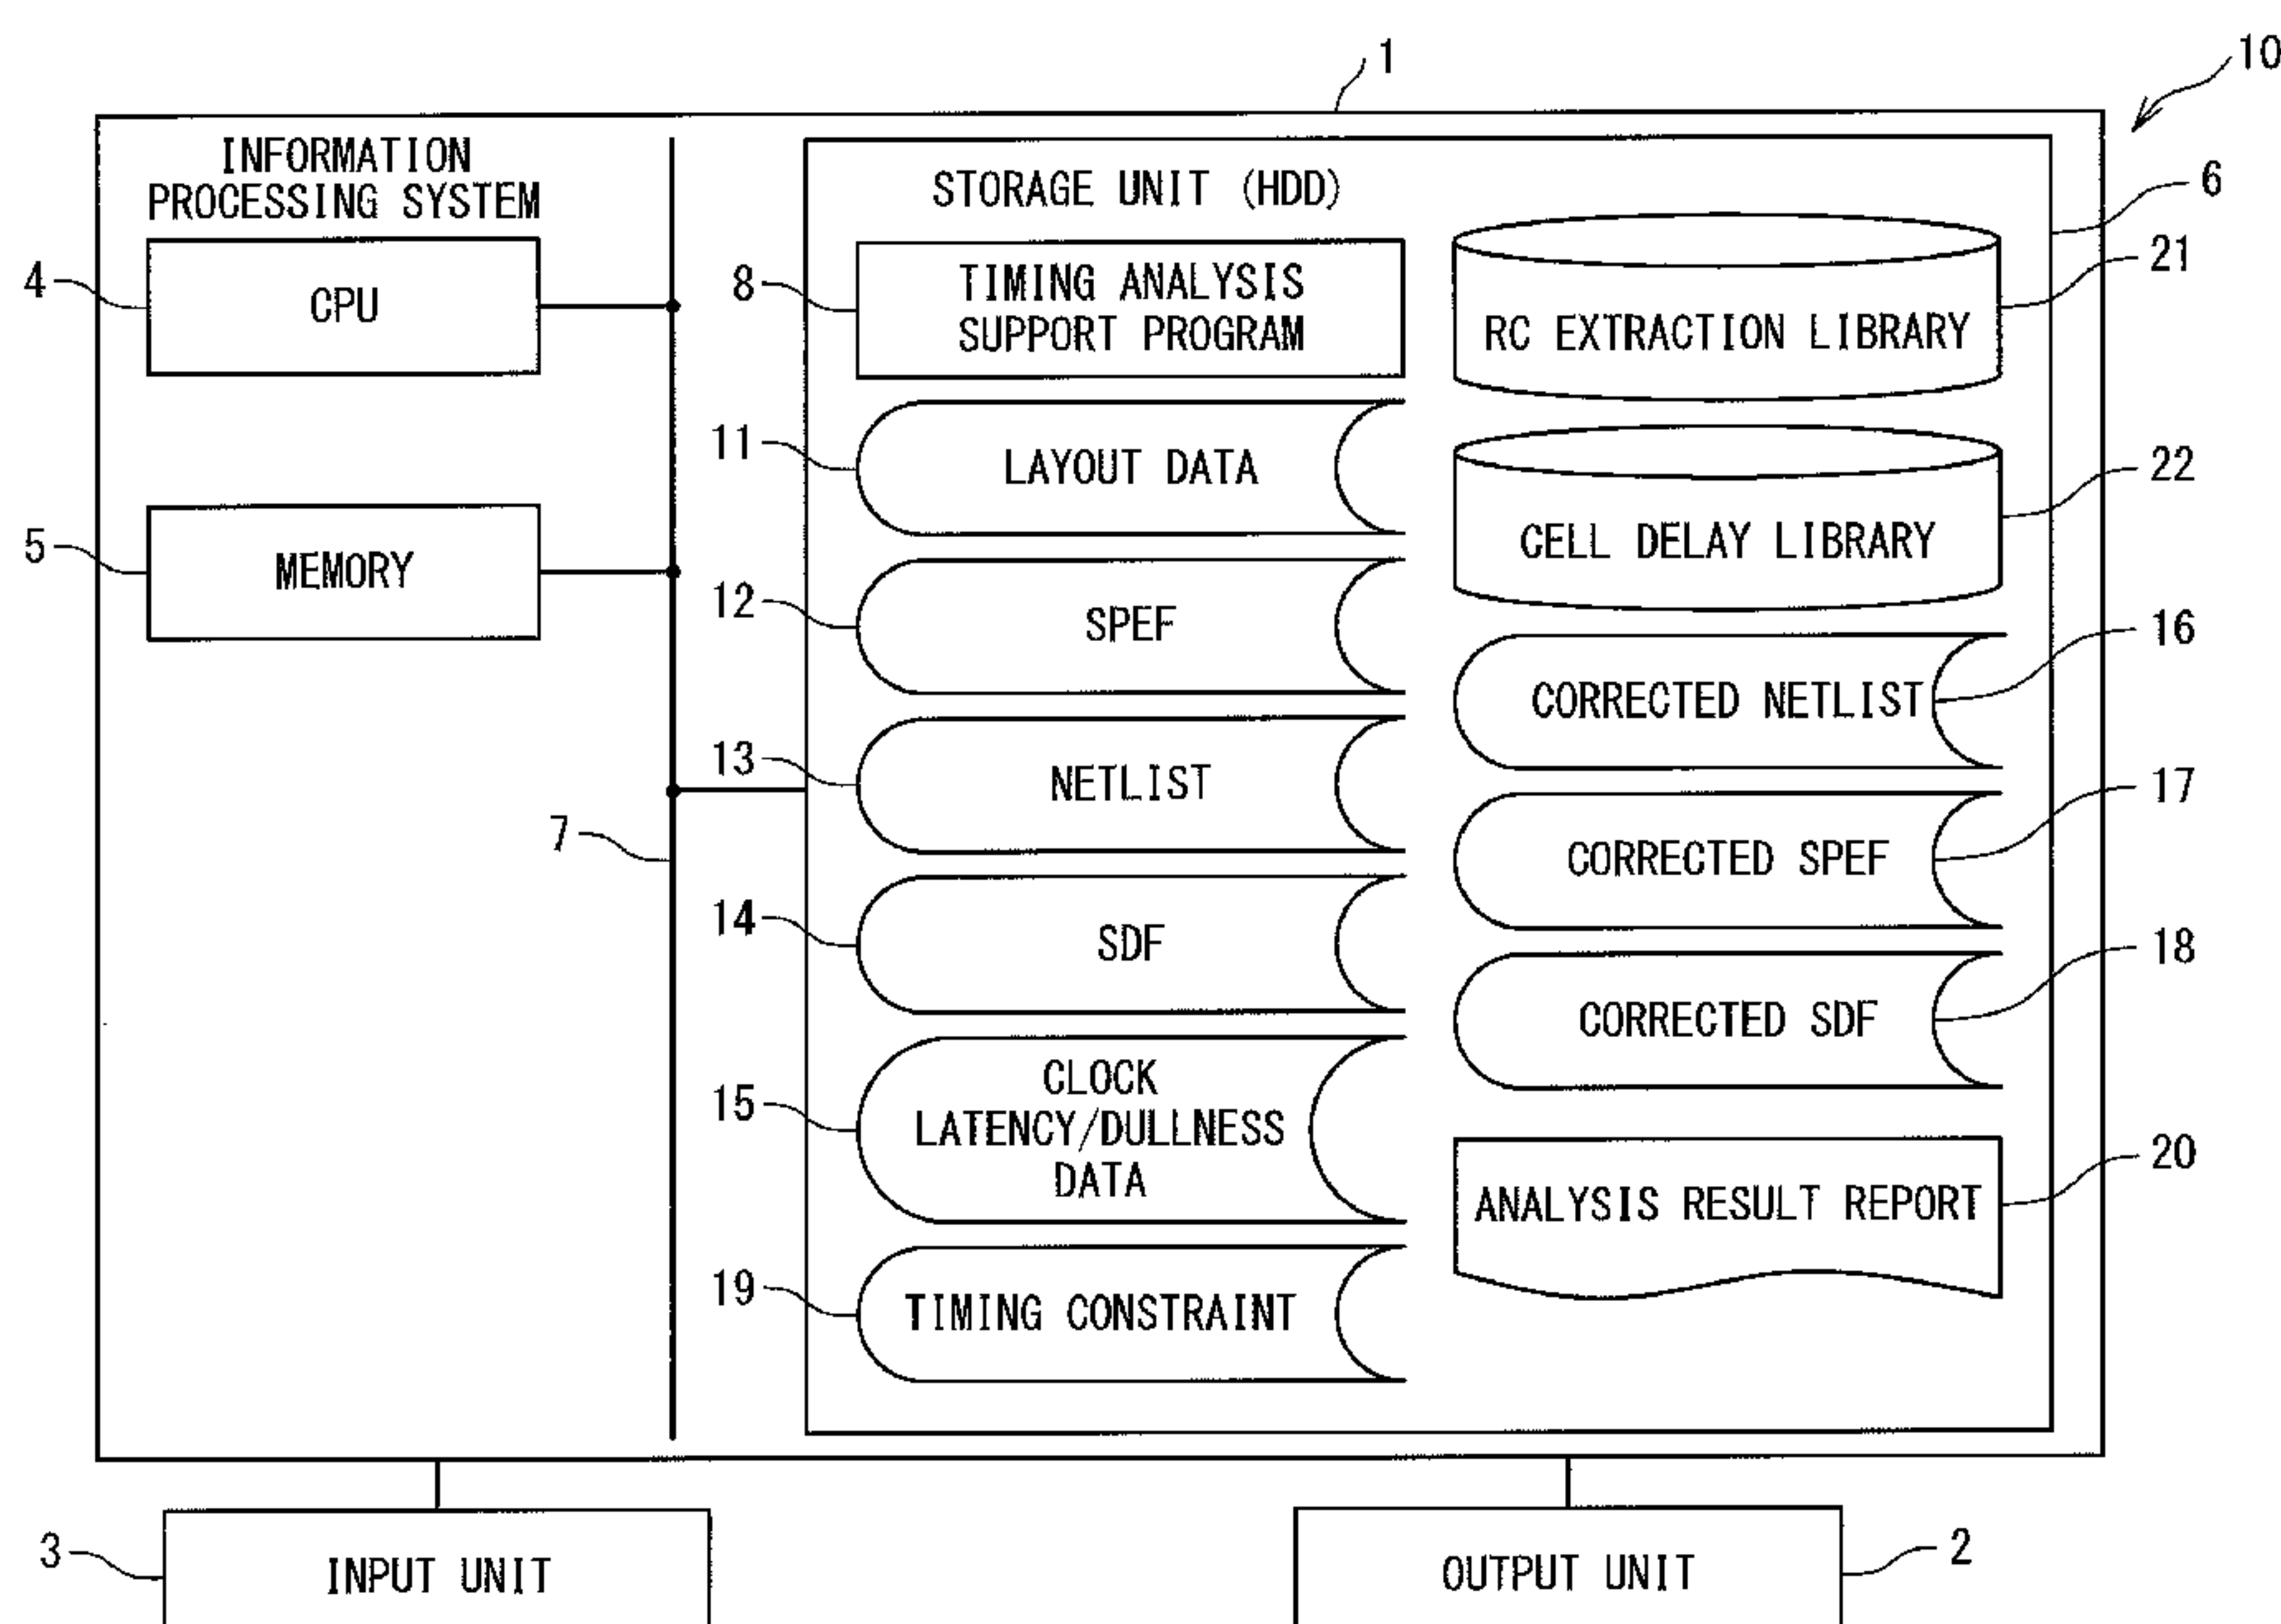 1
10
INFORMATION
PROCESSING SYSTEM
4
CPU
5
MEMORY
7
STORAGE UNIT (HDD)
6
8
TIMING ANALYSIS
SUPPORT PROGRAM
11
LAYOUT DATA
12
SPEF
13
NETLIST
14
SDF
15
CLOCK
LATENCY/DULLNESS
DATA
19
TIMING CONSTRAINT
21
RC EXTRACTION LIBRARY
22
CELL DELAY LIBRARY
16
CORRECTED NETLIST
17
CORRECTED SPEF
18
CORRECTED SDF
20
ANALYSIS RESULT REPORT
3
INPUT UNIT
OUTPUT UNIT
2